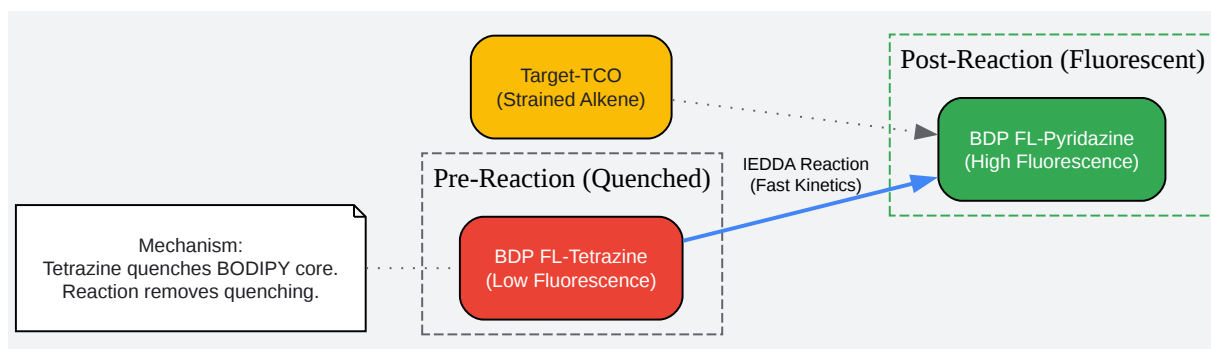 Target-TCO
(Strained Alkene)
Post-Reaction (Fluorescent)
BDP FL-Pyridazine
(High Fluorescence)
IEDDA Reaction
(Fast Kinetics)
Pre-Reaction (Quenched)
BDP FL-Tetrazine
(Low Fluorescence)
Mechanism:
Tetrazine quenches BODIPY core.
Reaction removes quenching.